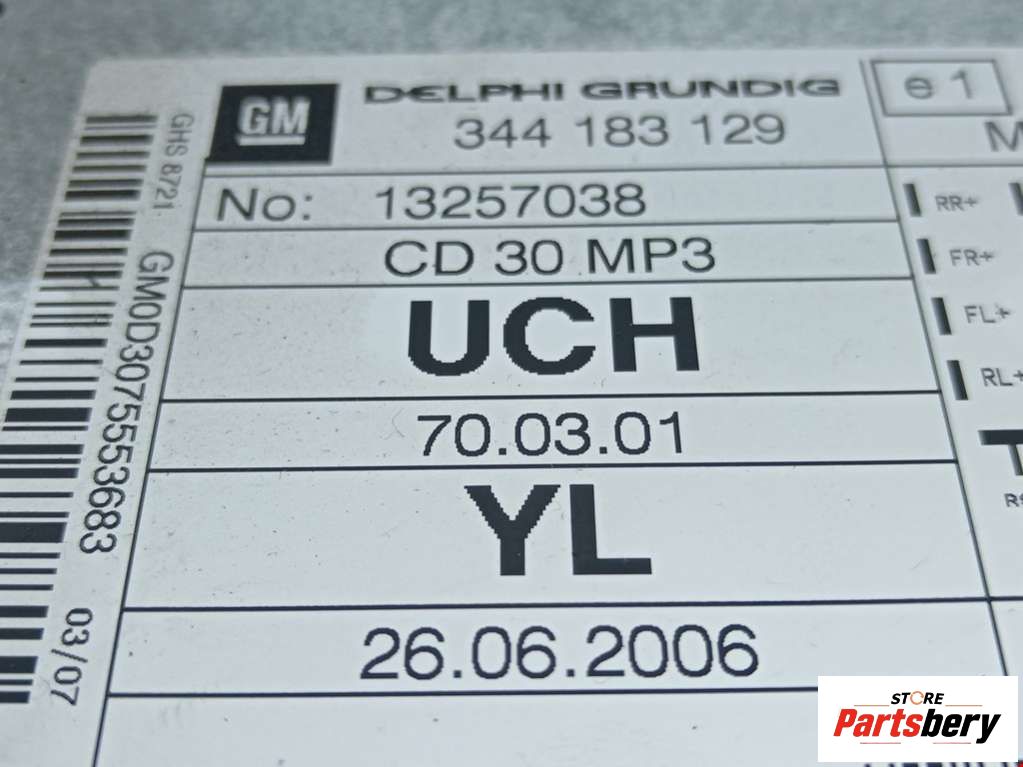 GM
DELPHI GRUNDIG
344 183 129
e1
No: 13257038
CD 30 MP3
UCH
70.03.01
YL
26.06.2006
GHS 8721
GM0D3075553683
03/07
RR+
FR+
FL+
RL+
STORE
Partsbery